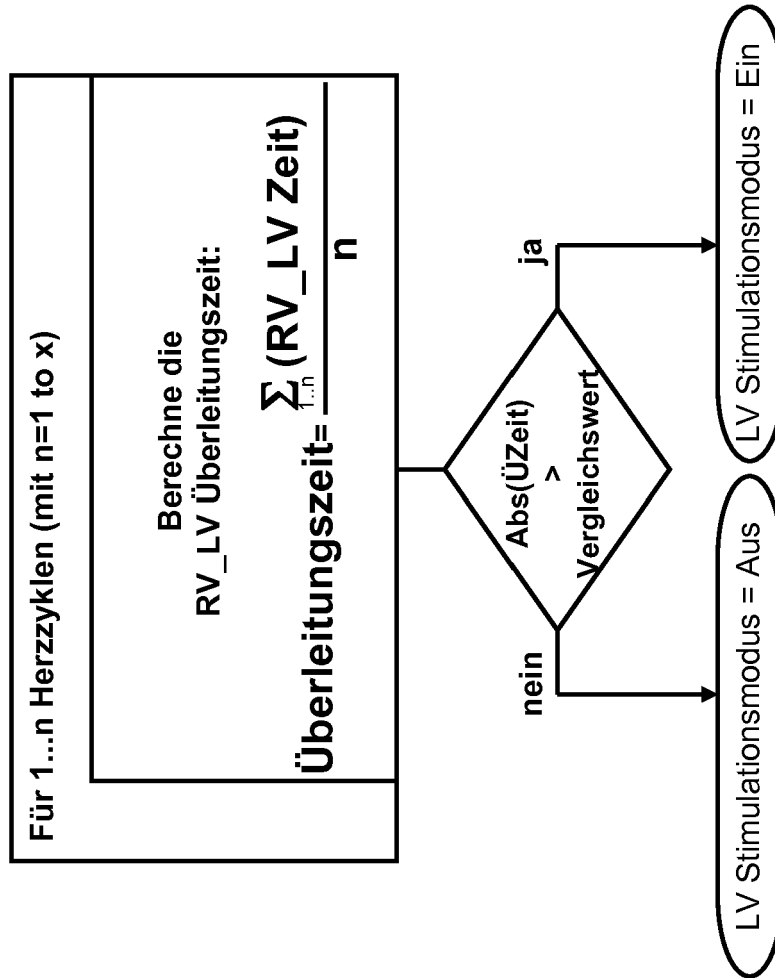 Für 1...n Herzzyklen (mit n=1 to x)
Berechne die
RV_LV Überleitungszeit:
Überleitungszeit= Σ (RV_LV Zeit)
1...n
n
Abs(ÜZeit)
>
Vergleichswert
nein
ja
LV Stimulationsmodus = Aus
LV Stimulationsmodus = Ein